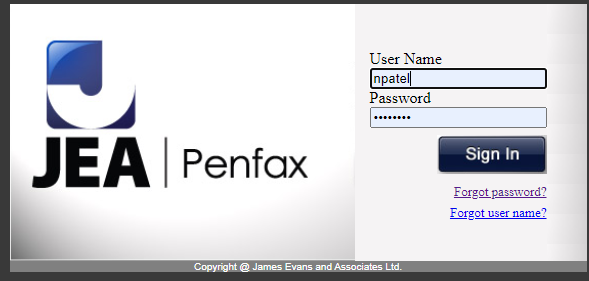 User Name
npatel
Password
••••••••
JEA | Penfax
Sign In
Forgot password?
Forgot user name?
Copyright @ James Evans and Associates Ltd.